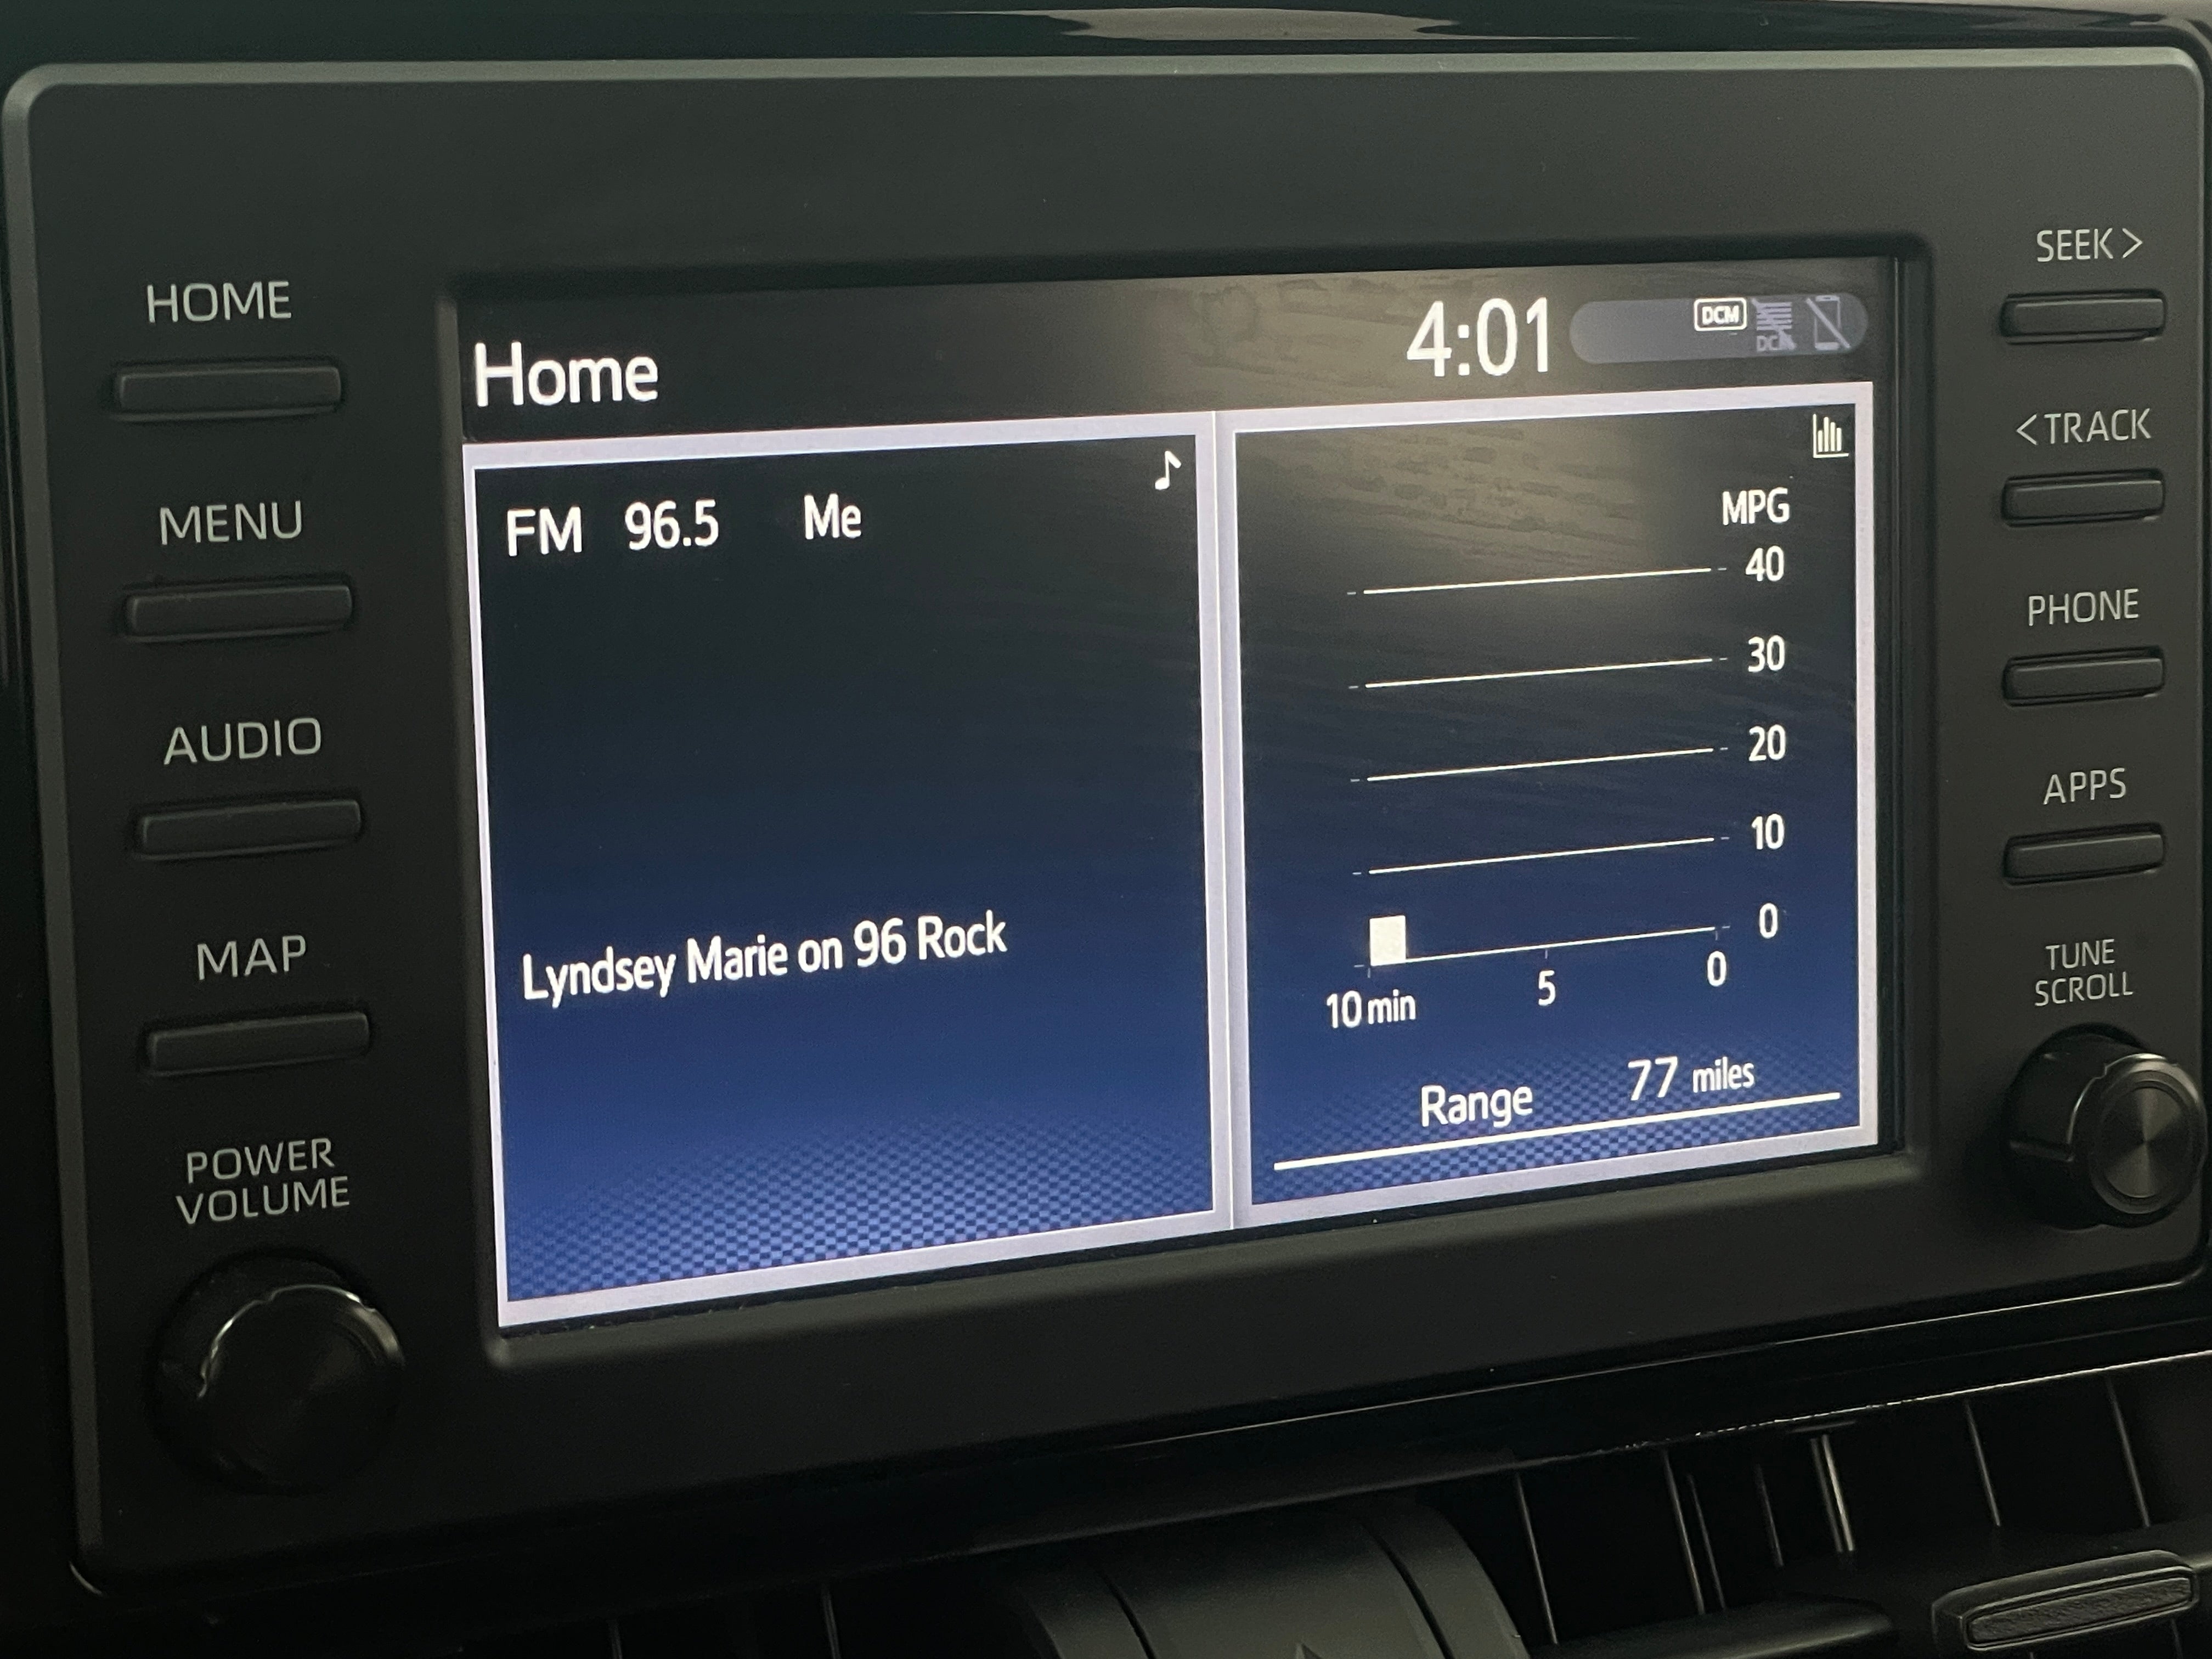 HOME
MENU
AUDIO
MAP
POWER
VOLUME
Home
4:01
DCM
DCM
FM 96.5 Me
Lyndsey Marie on 96 Rock
MPG
40
30
20
10
0
10 min 5 0
Range 77 miles
SEEK >
< TRACK
PHONE
APPS
TUNE
SCROLL